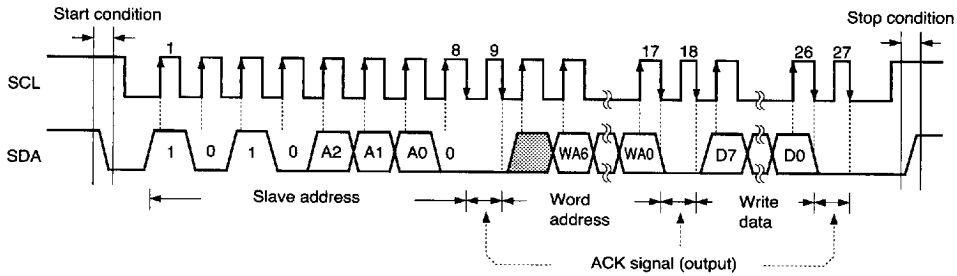 Start condition
Stop condition
1 8 9 17 18 26 27
SCL
SDA 1 0 1 0 A2 A1 A0 0 WA6 WA0 D7 D0
Slave address
Word address
Write data
ACK signal (output)